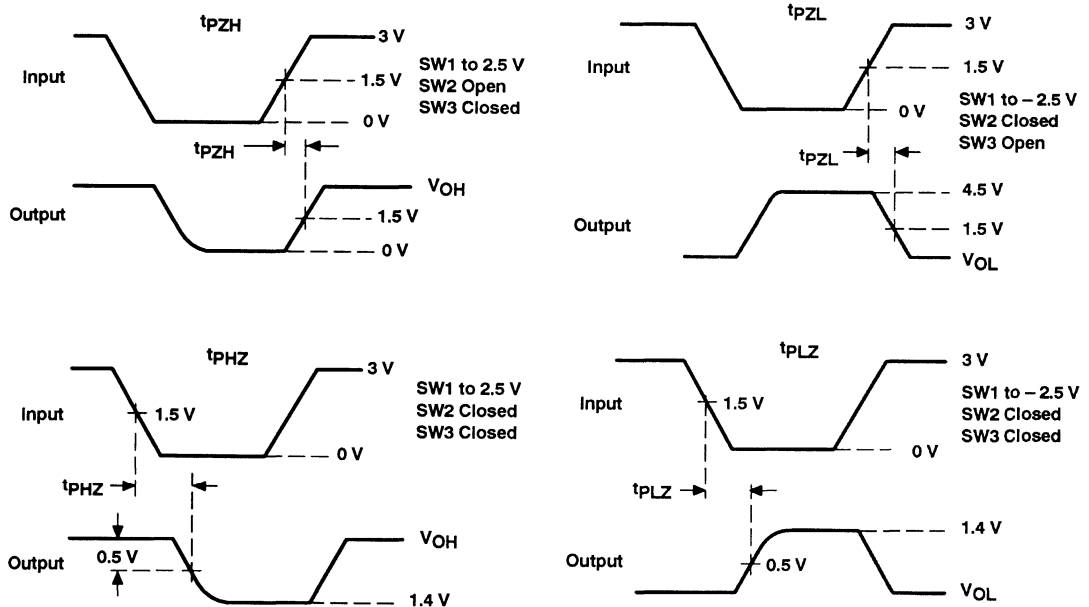 tPZH
3 V
Input
1.5 V
0 V
SW1 to 2.5 V
SW2 Open
SW3 Closed
tPZH
VOH
Output
1.5 V
0 V
tPZL
3 V
Input
1.5 V
0 V
SW1 to – 2.5 V
SW2 Closed
SW3 Open
tPZL
4.5 V
Output
1.5 V
VOL
tPHZ
3 V
Input
1.5 V
0 V
SW1 to 2.5 V
SW2 Closed
SW3 Closed
tPHZ
VOH
0.5 V
Output
1.4 V
tPLZ
3 V
Input
1.5 V
0 V
SW1 to – 2.5 V
SW2 Closed
SW3 Closed
tPLZ
1.4 V
Output
0.5 V
VOL